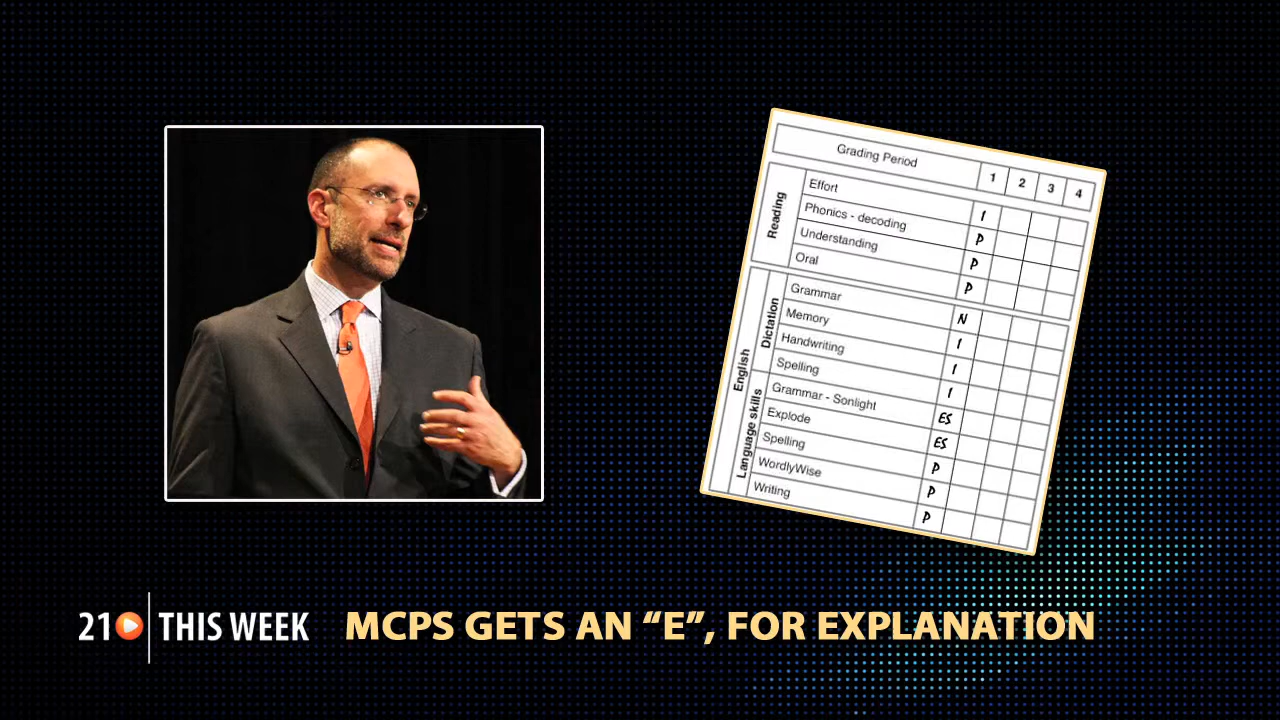 Grading Period 1 2 3 4
Reading
Effort I
Phonics - decoding P
Understanding P
Oral P
English
Dictation
Grammar N
Memory I
Handwriting I
Spelling I
Language skills
Grammar - Sonlight ES
Explode ES
Spelling P
WordlyWise P
Writing P
21 THIS WEEK
MCPS GETS AN “E”, FOR EXPLANATION